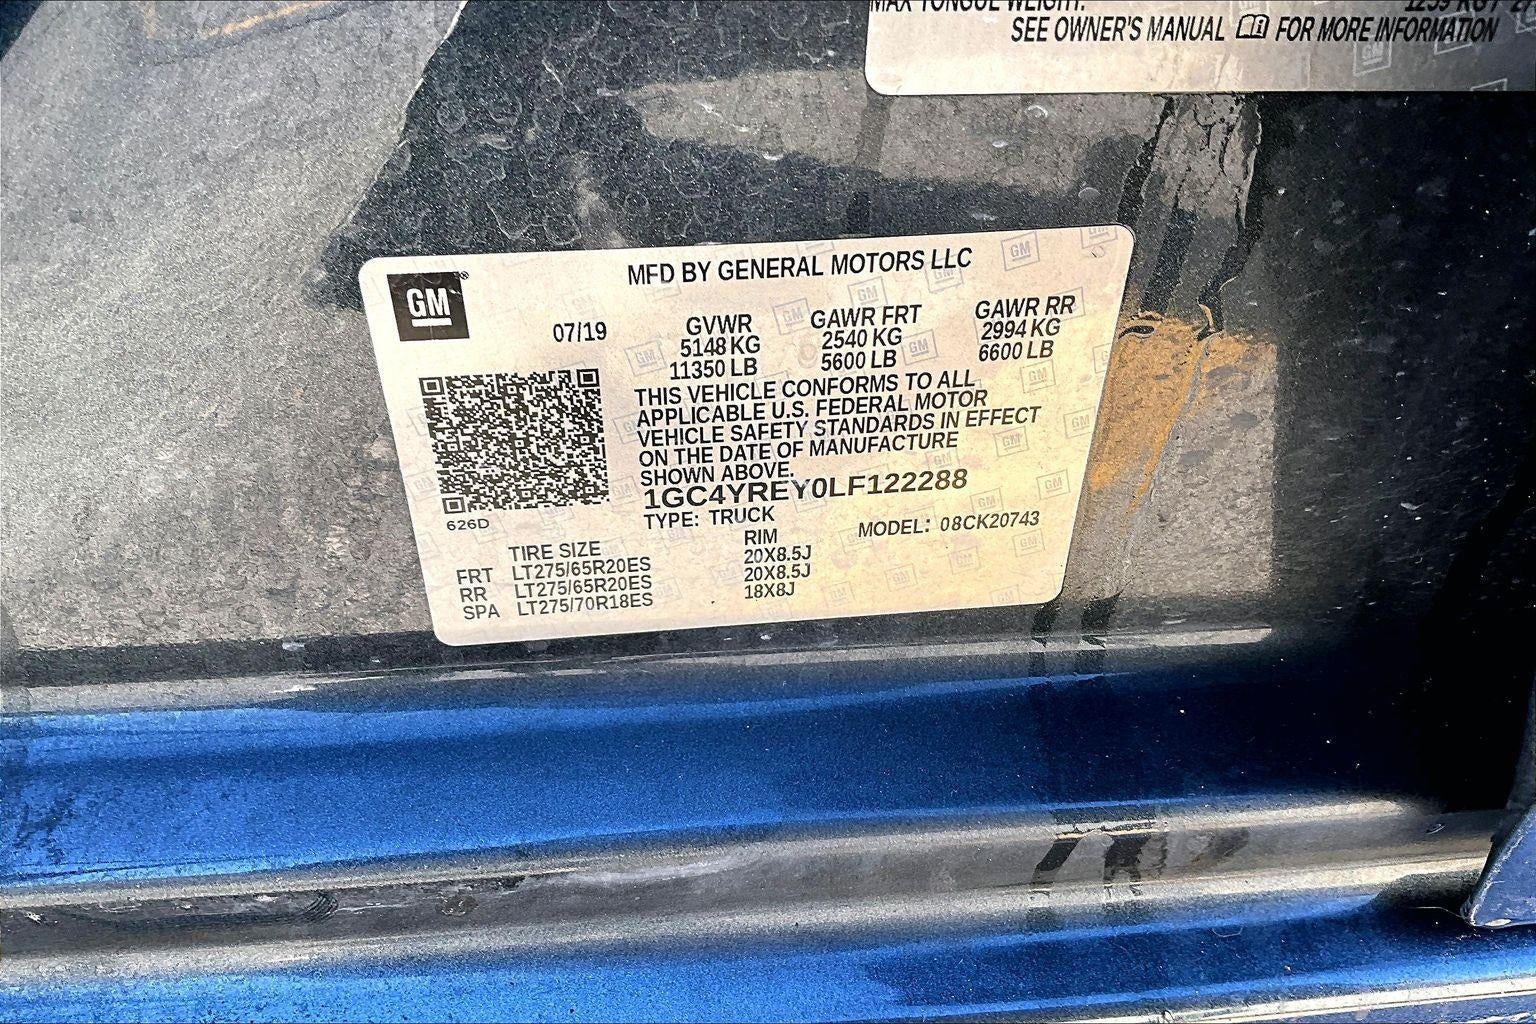 MAX TONGUE WEIGHT:
SEE OWNER'S MANUAL FOR MORE INFORMATION
GM
®
MFD BY GENERAL MOTORS LLC
07/19
GVWR GAWR FRT GAWR RR
5148 KG 2540 KG 2994 KG
11350 LB 5600 LB 6600 LB
THIS VEHICLE CONFORMS TO ALL
APPLICABLE U.S. FEDERAL MOTOR
VEHICLE SAFETY STANDARDS IN EFFECT
ON THE DATE OF MANUFACTURE
SHOWN ABOVE.
1GC4YREY0LF122288
626D
TYPE: TRUCK MODEL: 08CK20743
TIRE SIZE RIM
FRT LT275/65R20ES 20X8.5J
RR LT275/65R20ES 20X8.5J
SPA LT275/70R18ES 18X8J